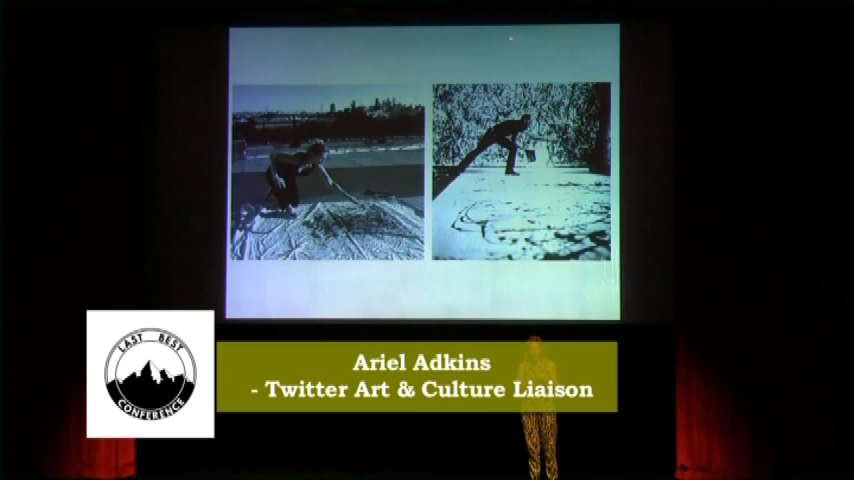 LAST BEST
CONFERENCE
Ariel Adkins
- Twitter Art & Culture Liaison